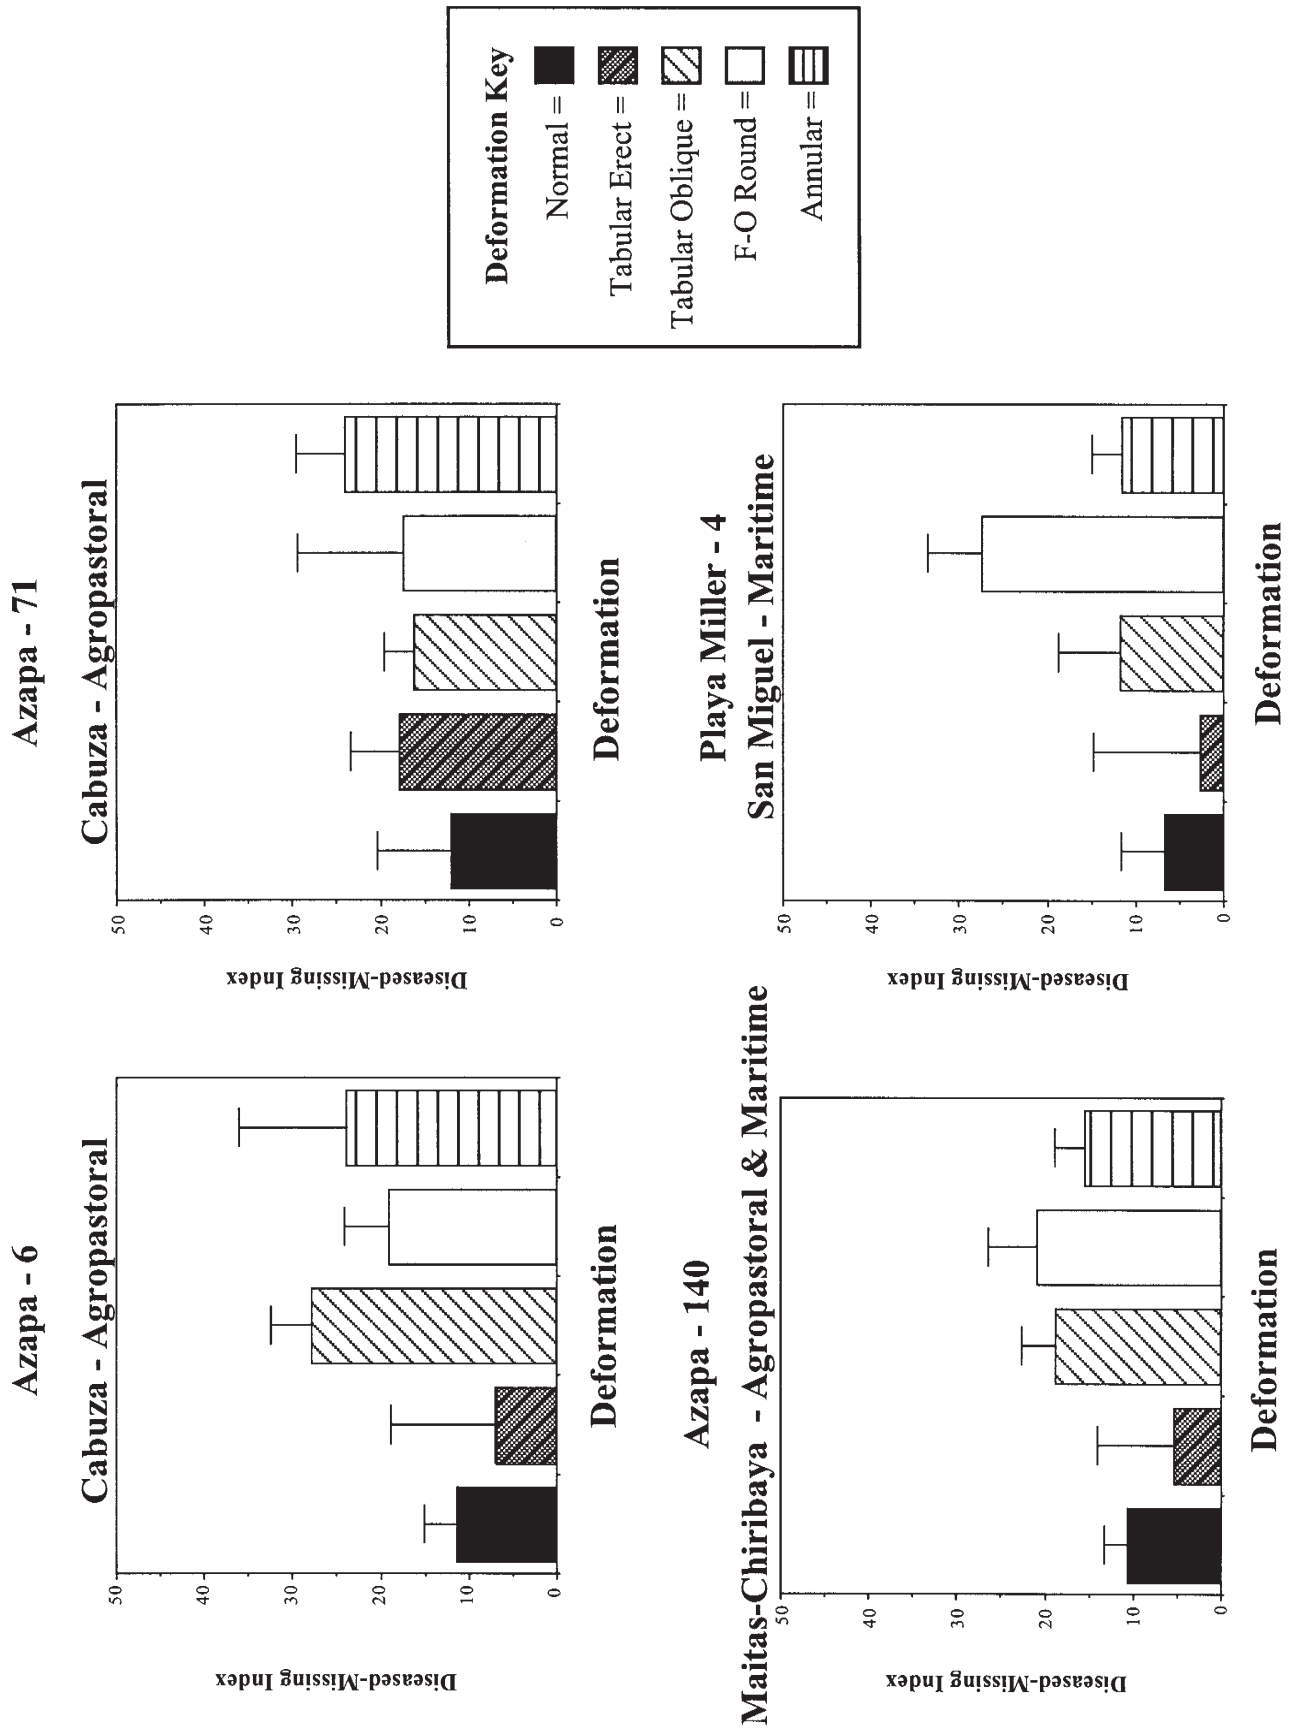 Azapa - 6
Cabuza - Agropastoral
Diseased-Missing Index
50
40
30
20
10
0
Deformation
Azapa - 71
Cabuza - Agropastoral
Diseased-Missing Index
50
40
30
20
10
0
Deformation
Azapa - 140
Maitas-Chiribaya - Agropastoral & Maritime
Diseased-Missing Index
50
40
30
20
10
0
Deformation
Playa Miller - 4
San Miguel - Maritime
Diseased-Missing Index
50
40
30
20
10
0
Deformation
Deformation Key
Normal =
Tabular Erect =
Tabular Oblique =
F-O Round =
Annular =